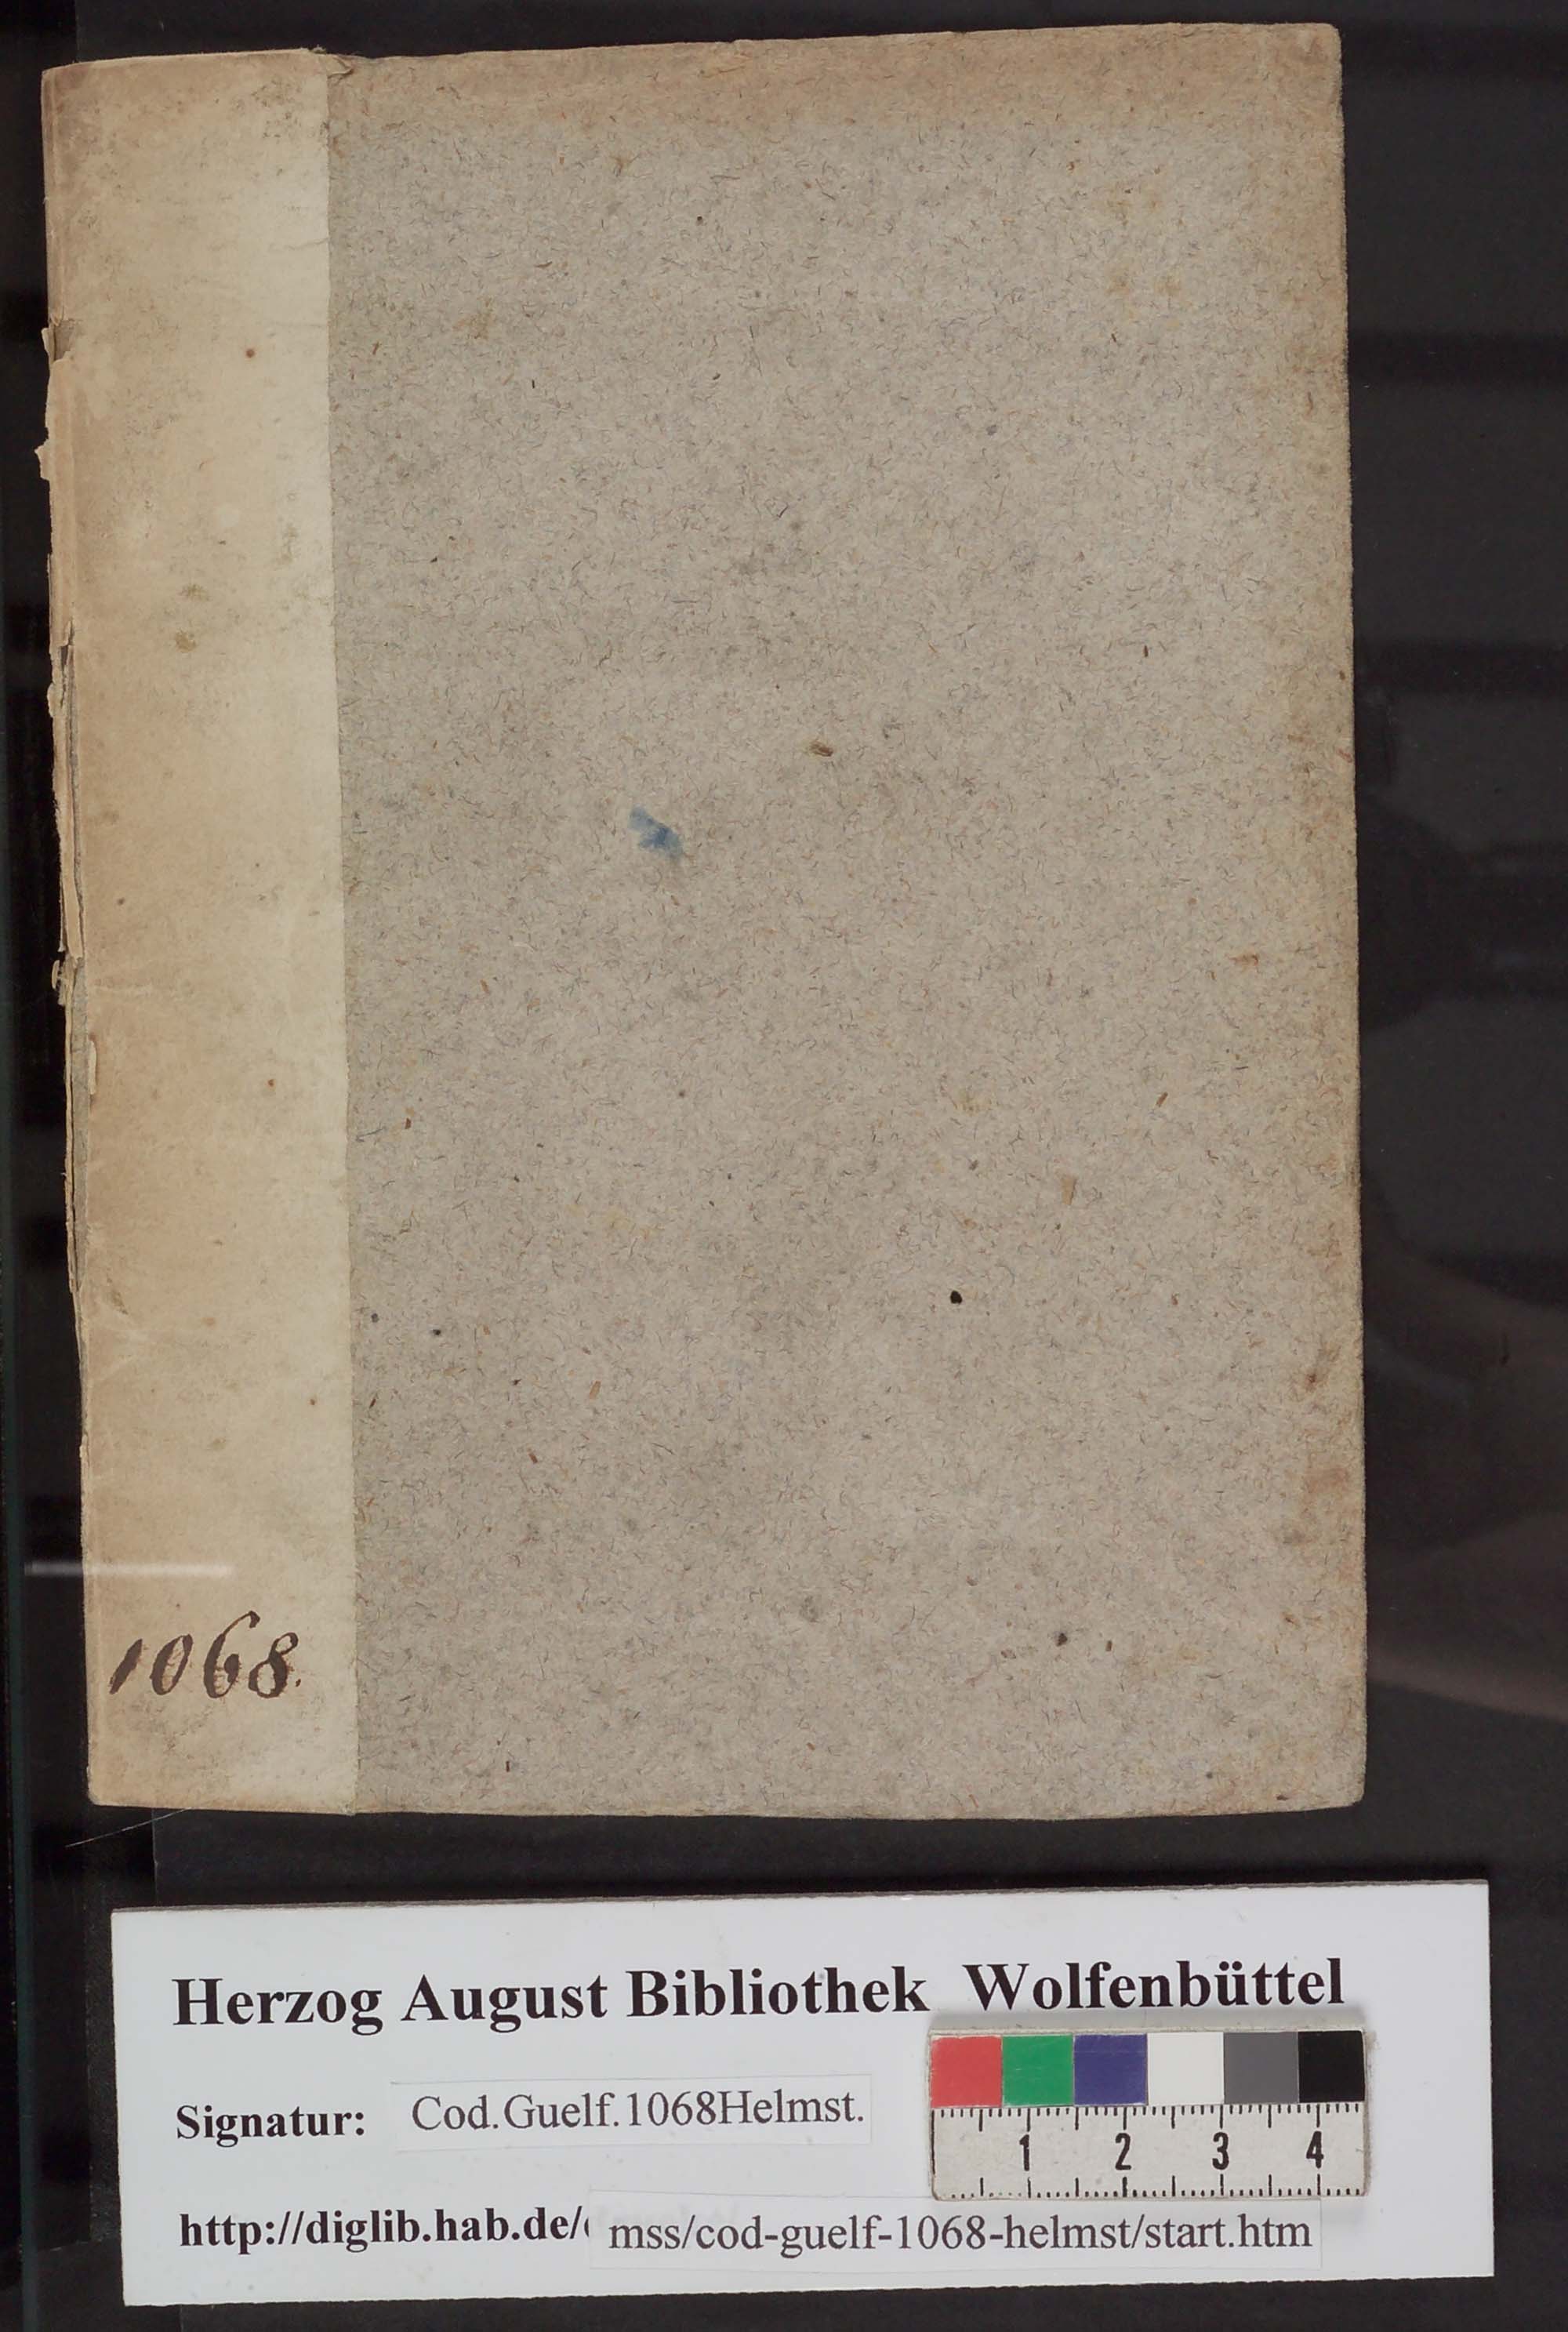 1068.
Herzog August Bibliothek Wolfenbüttel
Signatur: Cod.Guelf.1068Helmst.
1 2 3 4
http://diglib.hab.de/ mss/cod-guelf-1068-helmst/start.htm